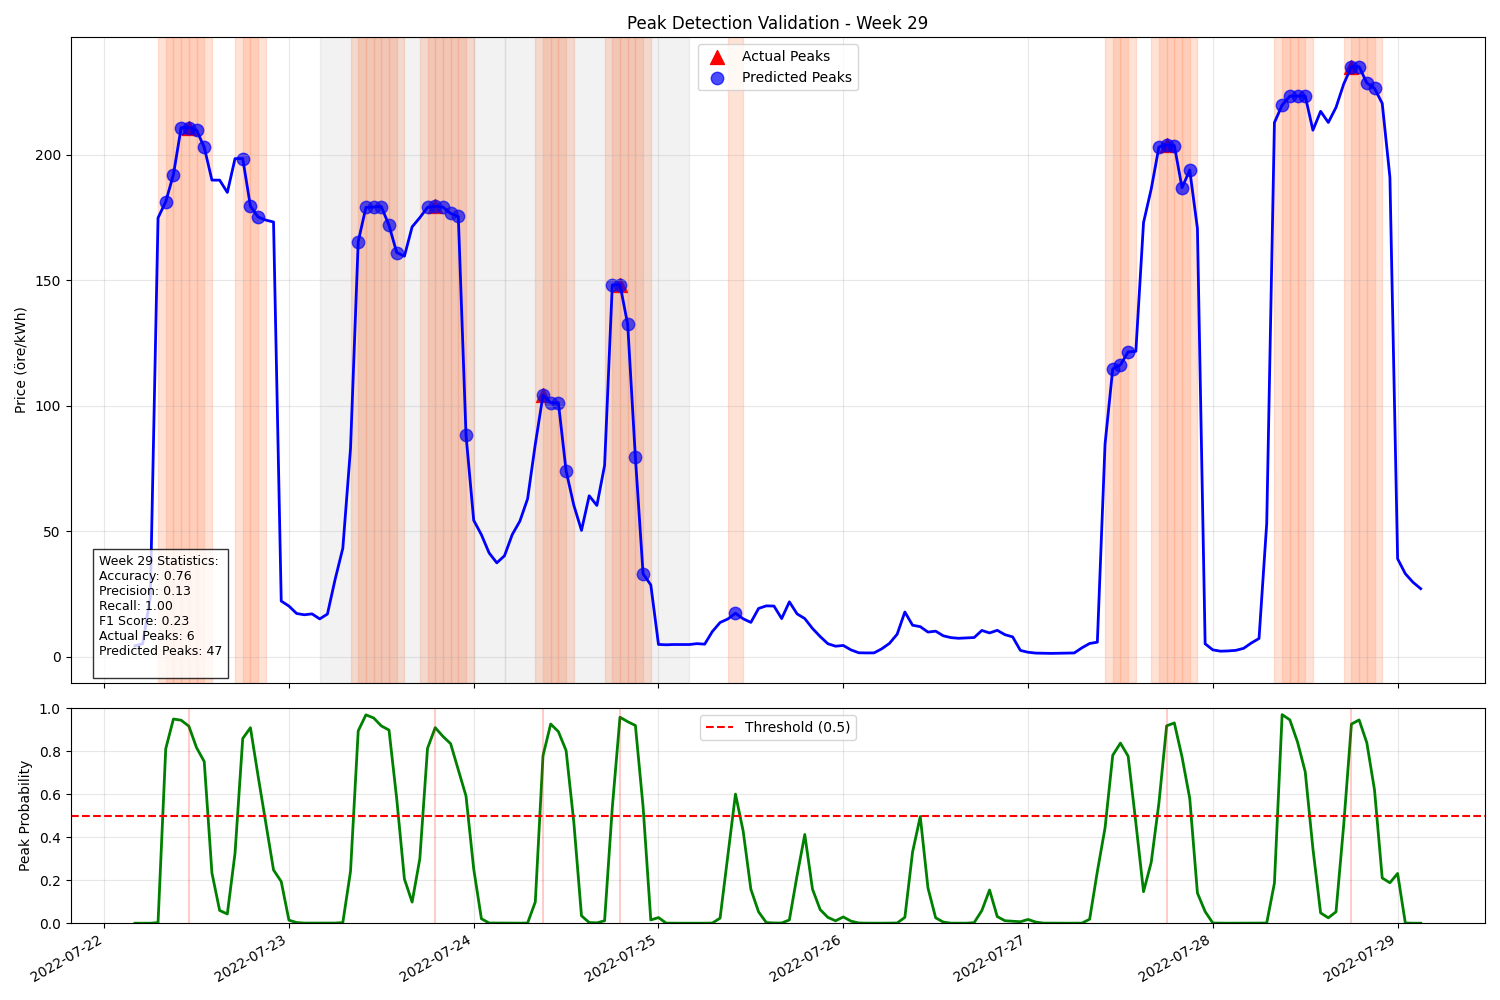 Peak Detection Validation - Week 29
Actual Peaks
Predicted Peaks
Price (öre/kWh)
200
150
100
50
0
Week 29 Statistics:
Accuracy: 0.76
Precision: 0.13
Recall: 1.00
F1 Score: 0.23
Actual Peaks: 6
Predicted Peaks: 47
Threshold (0.5)
Peak Probability
1.0
0.8
0.6
0.4
0.2
0.0
2022-07-22
2022-07-23
2022-07-24
2022-07-25
2022-07-26
2022-07-27
2022-07-28
2022-07-29